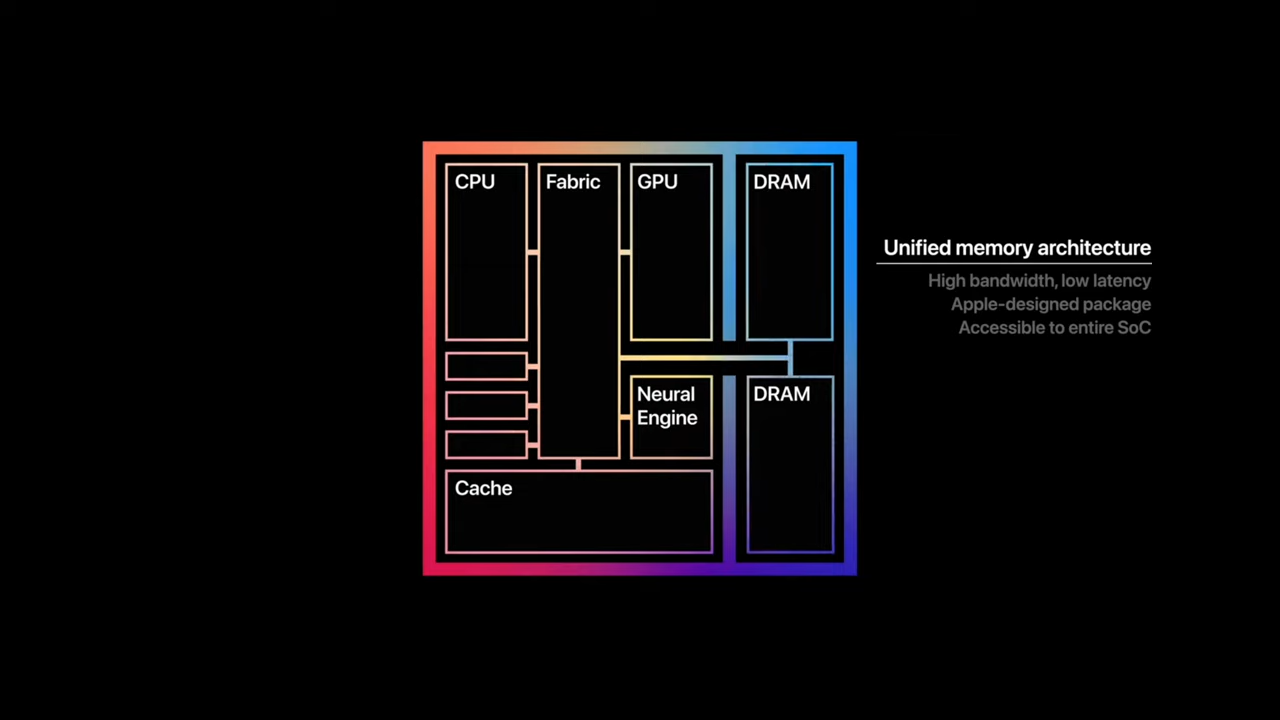 CPU
Fabric
GPU
DRAM
Unified memory architecture
High bandwidth, low latency
Apple-designed package
Accessible to entire SoC
Neural
Engine
DRAM
Cache